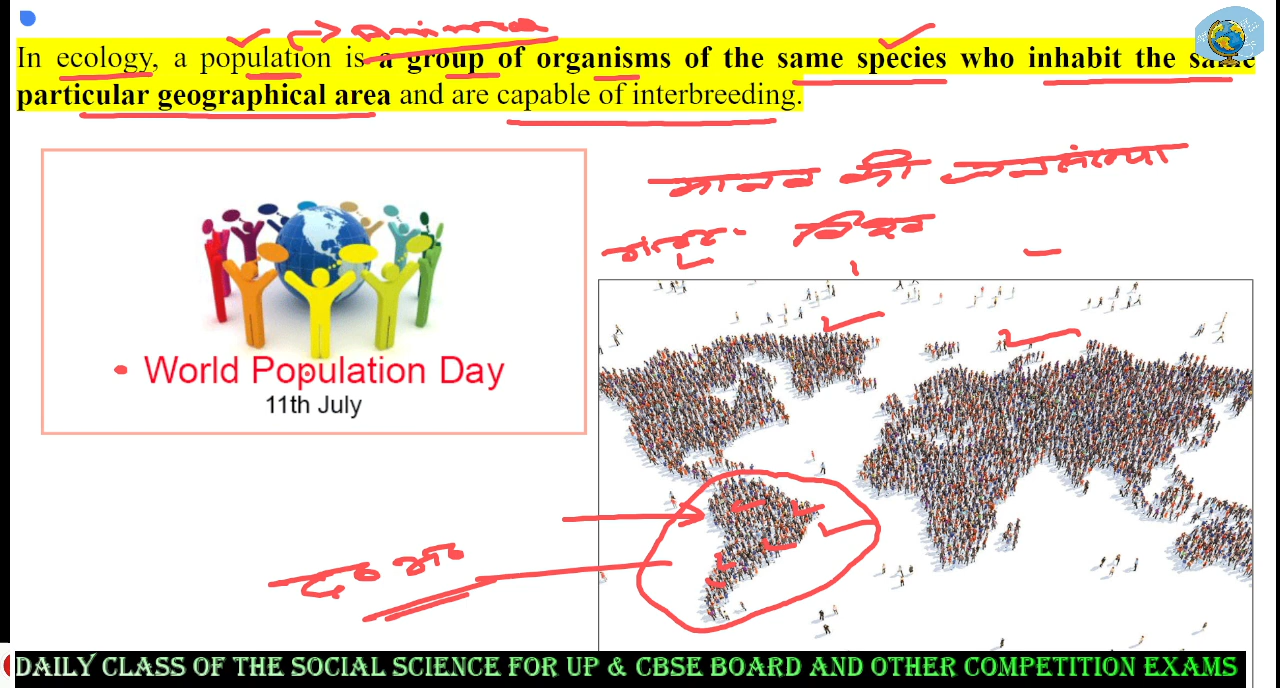 In ecology, a population is a group of organisms of the same species who inhabit the same
particular geographical area and are capable of interbreeding.
मानव की जनसंख्या
विश्व
World Population Day
11th July
DAILY CLASS OF THE SOCIAL SCIENCE FOR UP & CBSE BOARD AND OTHER COMPETITION EXAMS